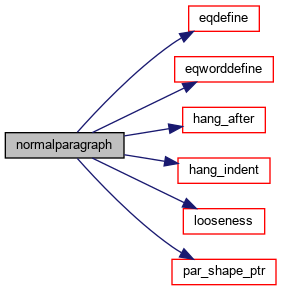 eqdefine
eqworddefine
hang_after
normalparagraph
hang_indent
looseness
par_shape_ptr